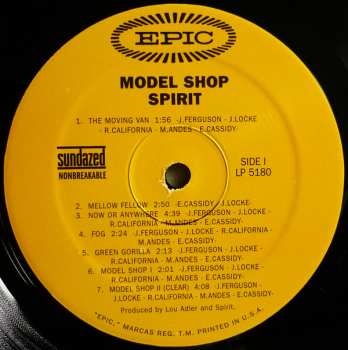 EPIC
MODEL SHOP
SPIRIT
1. THE MOVING VAN 1:56 -J.FERGUSON - J.LOCKE
- R.CALIFORNIA - M.ANDES - E.CASSIDY-
sundazed
NONBREAKABLE
SIDE I
LP 5180
2. MELLOW FELLOW 2:50 -E.CASSIDY -J.LOCKE-
3. NOW OR ANYWHERE 4:39 -J.FERGUSON - J.LOCKE -
R.CALIFORNIA - M.ANDES - E.CASSIDY-
4. FOG 2:24 -J.FERGUSON - J.LOCKE - R.CALIFORNIA -
M.ANDES - E.CASSIDY-
5. GREEN GORILLA 2:13 -J.FERGUSON - J.LOCKE -
R.CALIFORNIA - M.ANDES - E.CASSIDY-
6. MODEL SHOP I 2:01 -J.FERGUSON - J.LOCKE -
R.CALIFORNIA - M.ANDES - E.CASSIDY-
7. MODEL SHOP II (CLEAR) 4:08 -J.FERGUSON -
J.LOCKE - R.CALIFORNIA - M.ANDES - E.CASSIDY-
Produced by Lou Adler and Spirit.
"EPIC," MARCAS REG. T.M. PRINTED IN U.S.A.